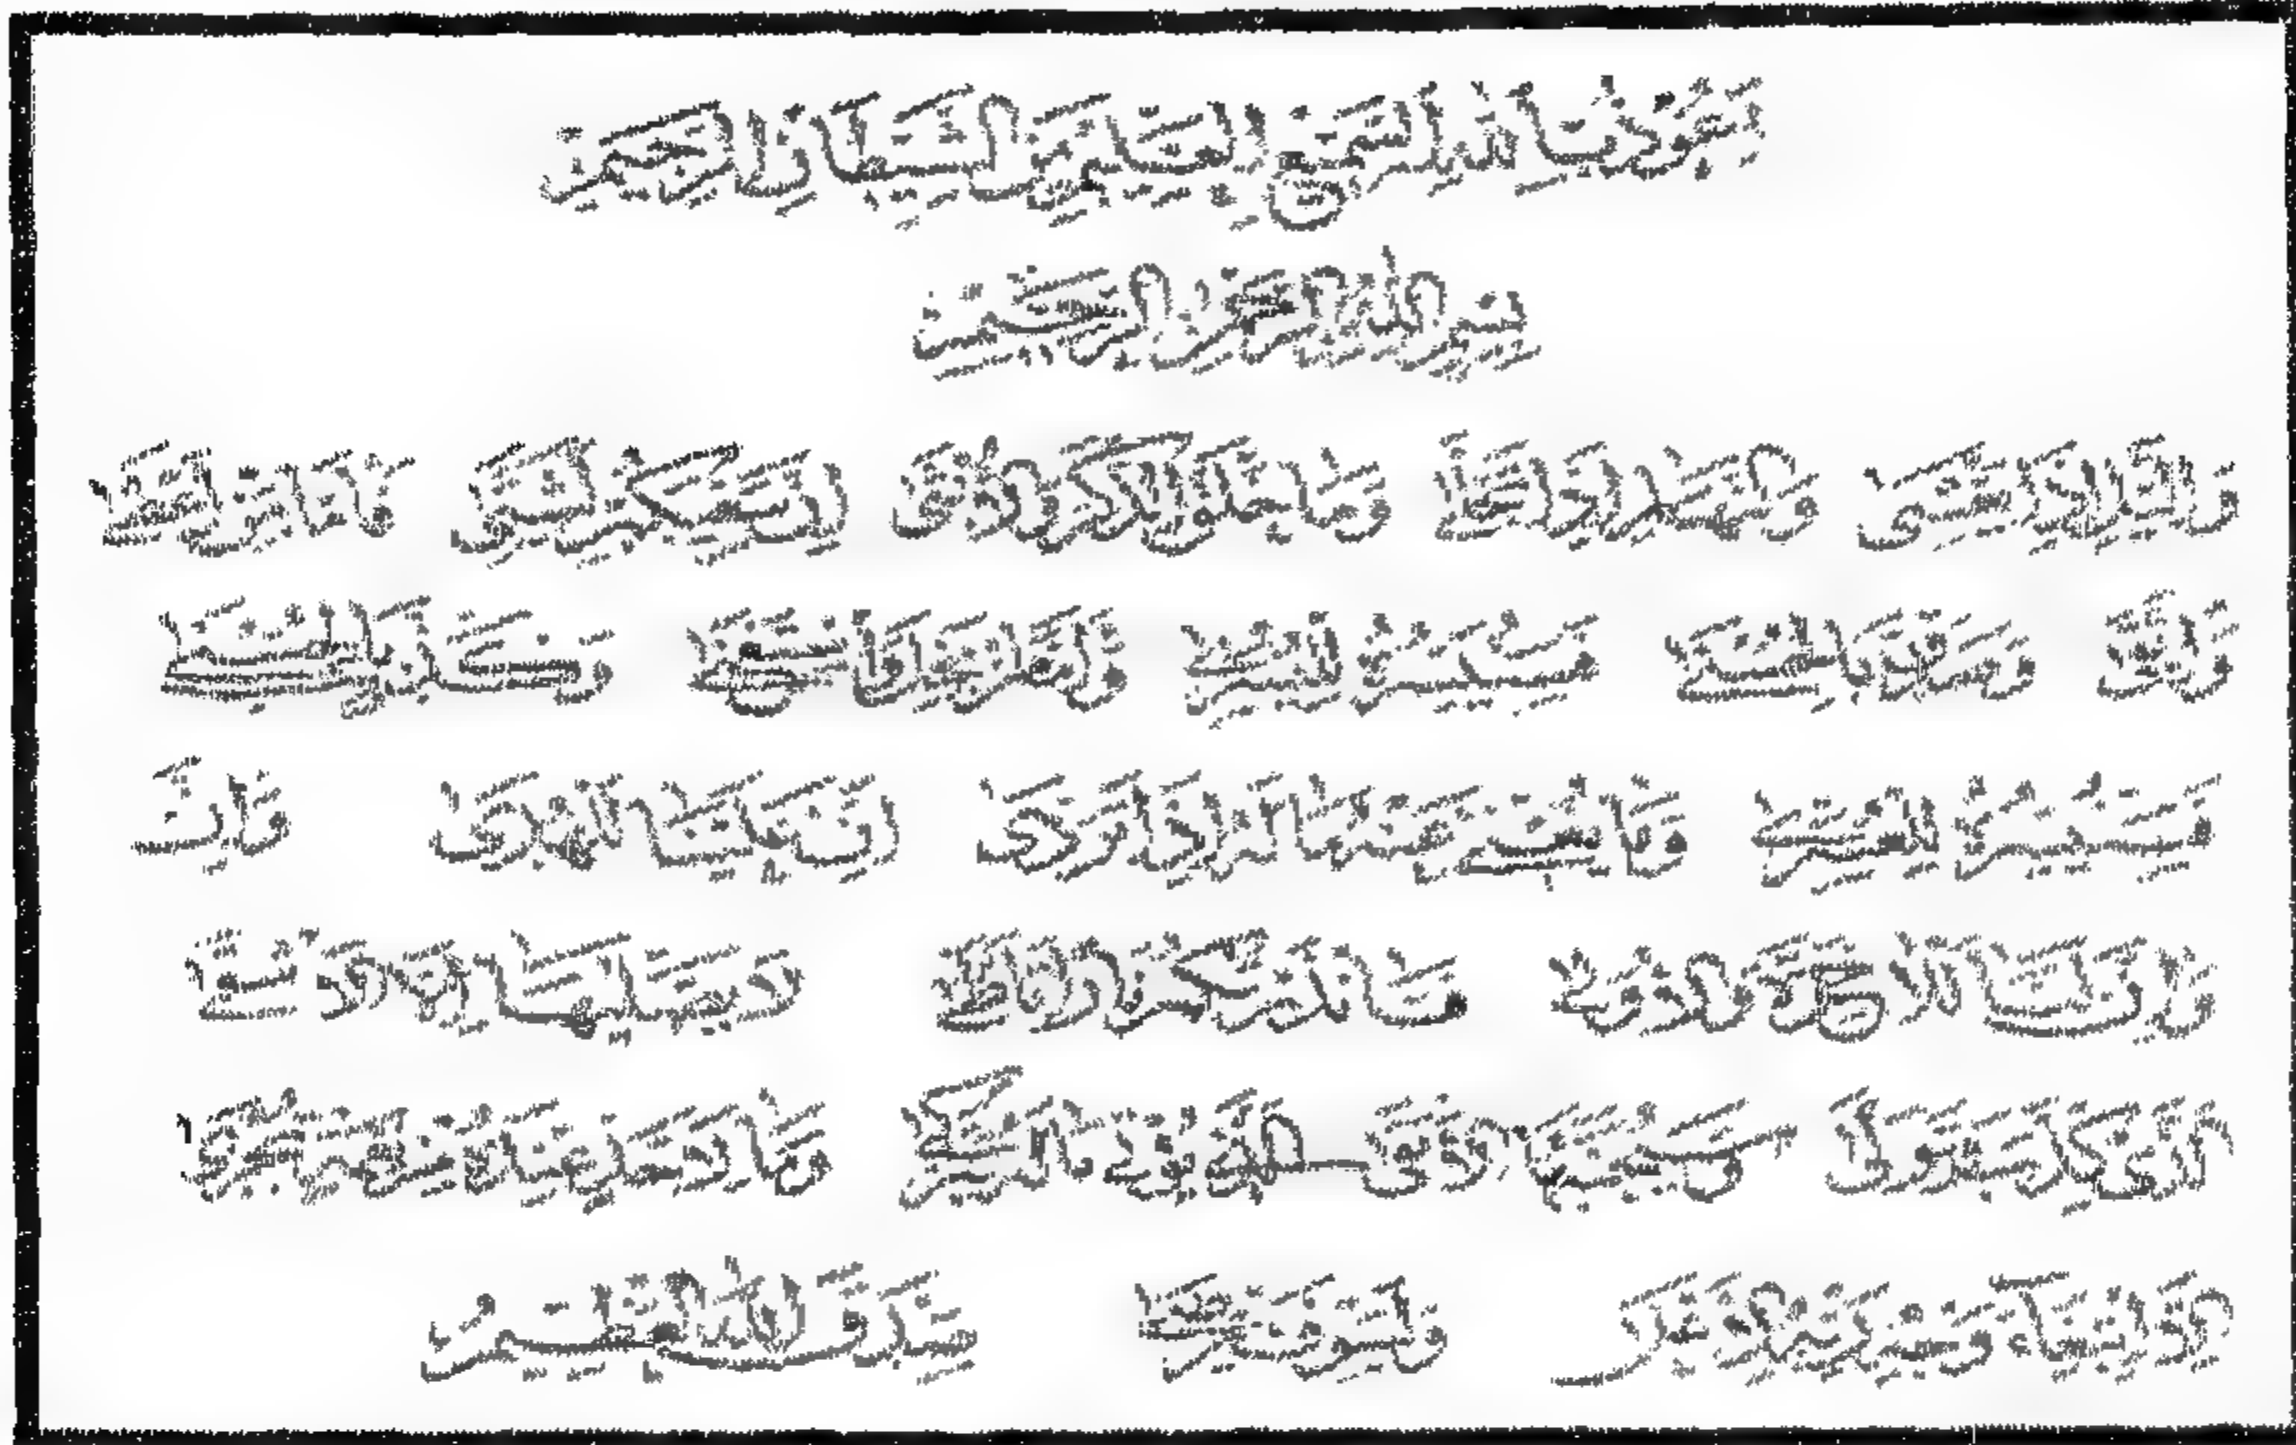 أعوذ بالله السميع العليم من الشيطان الرجيم
بسم الله الرحمن الرحيم
والليل إذا يغشى والنهار إذا تجلى وما خلق الذكر والأنثى إن سعيكم لشتى فأما من أعطى
واتقى وصدق بالحسنى فسنيسره لليسرى وأما من بخل واستغنى وكذب بالحسنى
فسنيسره للعسرى وما يغني عنه ماله إذا تردى إن علينا للهدى وإن
لنا للآخرة والأولى فأنذرتكم نارا تلظى لا يصلاها إلا الأشقى
الذي كذب وتولى وسيجنبها الأتقى الذي يؤتي ماله يتزكى وما لأحد عنده من نعمة تجزى
إلا ابتغاء وجه ربه الأعلى ولسوف يرضى صدق الله العظيم